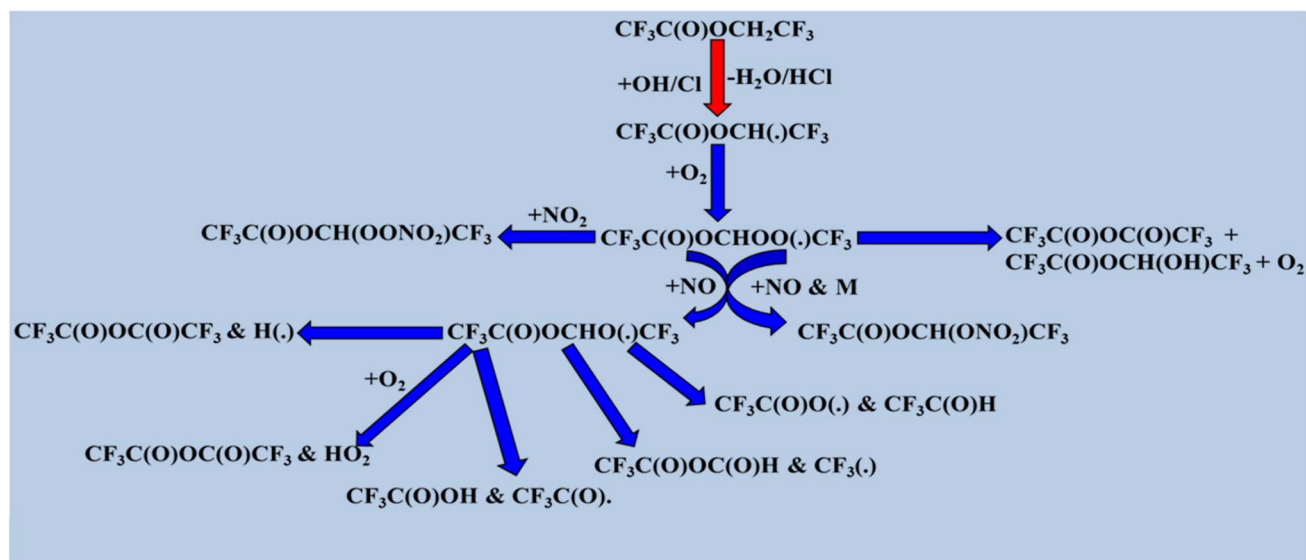 CF₃C(O)OCH₂CF₃
+OH/Cl
-H₂O/HCl
CF₃C(O)OCH(.)CF₃
+O₂
CF₃C(O)OCH(OONO₂)CF₃
+NO₂
CF₃C(O)OCHOO(.)CF₃
CF₃C(O)OC(O)CF₃ +
CF₃C(O)OCH(OH)CF₃ + O₂
+NO
+NO & M
CF₃C(O)OC(O)CF₃ & H(.)
CF₃C(O)OCHO(.)CF₃
CF₃C(O)OCH(ONO₂)CF₃
+O₂
CF₃C(O)O(.) & CF₃C(O)H
CF₃C(O)OC(O)CF₃ & HO₂
CF₃C(O)OC(O)H & CF₃(.)
CF₃C(O)OH & CF₃C(O).